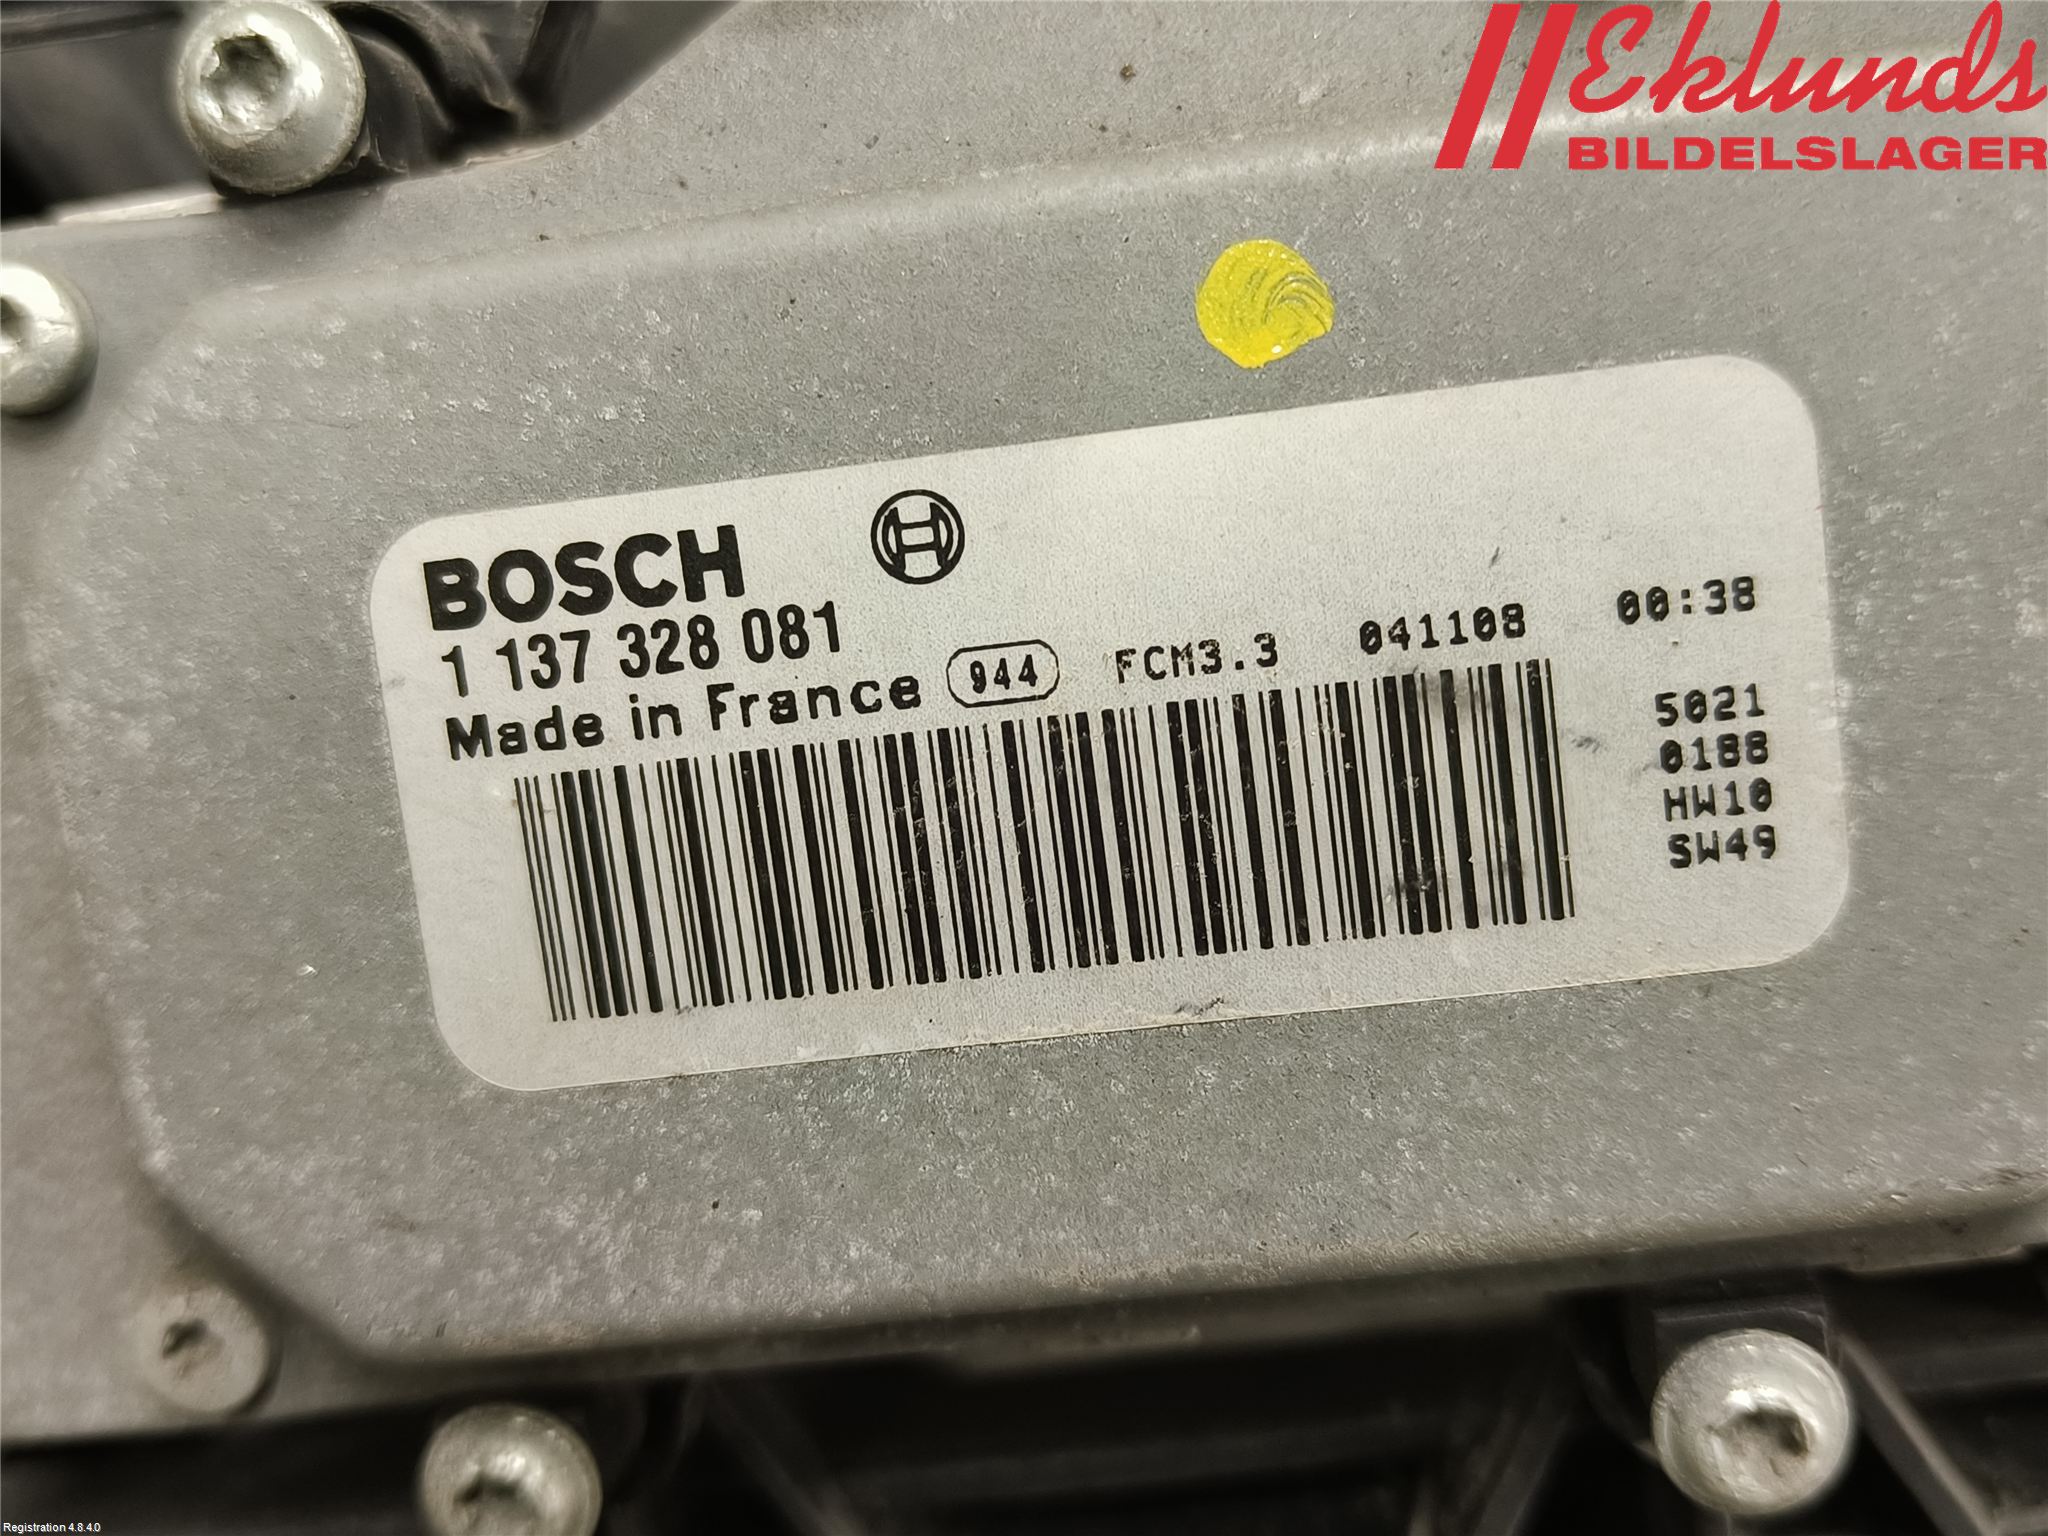 Eklunds
BILDELSLAGER
BOSCH
1 137 328 081
Made in France 944 FCM3.3 041108 00:38
5021
0188
HW10
SW49
Registration 4.8.4.0